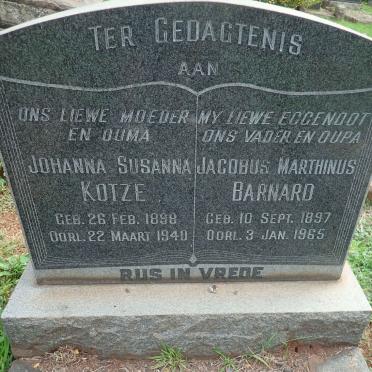 TER GEDAGTENIS
AAN
ONS LIEWE MOEDER
EN OUMA
JOHANNA SUSANNA
KOTZE
GEB. 26 FEB. 1898
OORL. 22 MAART 1940
MY LIEWE EGGENOOT
ONS VADER EN OUPA
JACOBUS MARTHINUS
BARNARD
GEB. 10 SEPT. 1897
OORL. 3 JAN. 1965
RUS IN VREDE